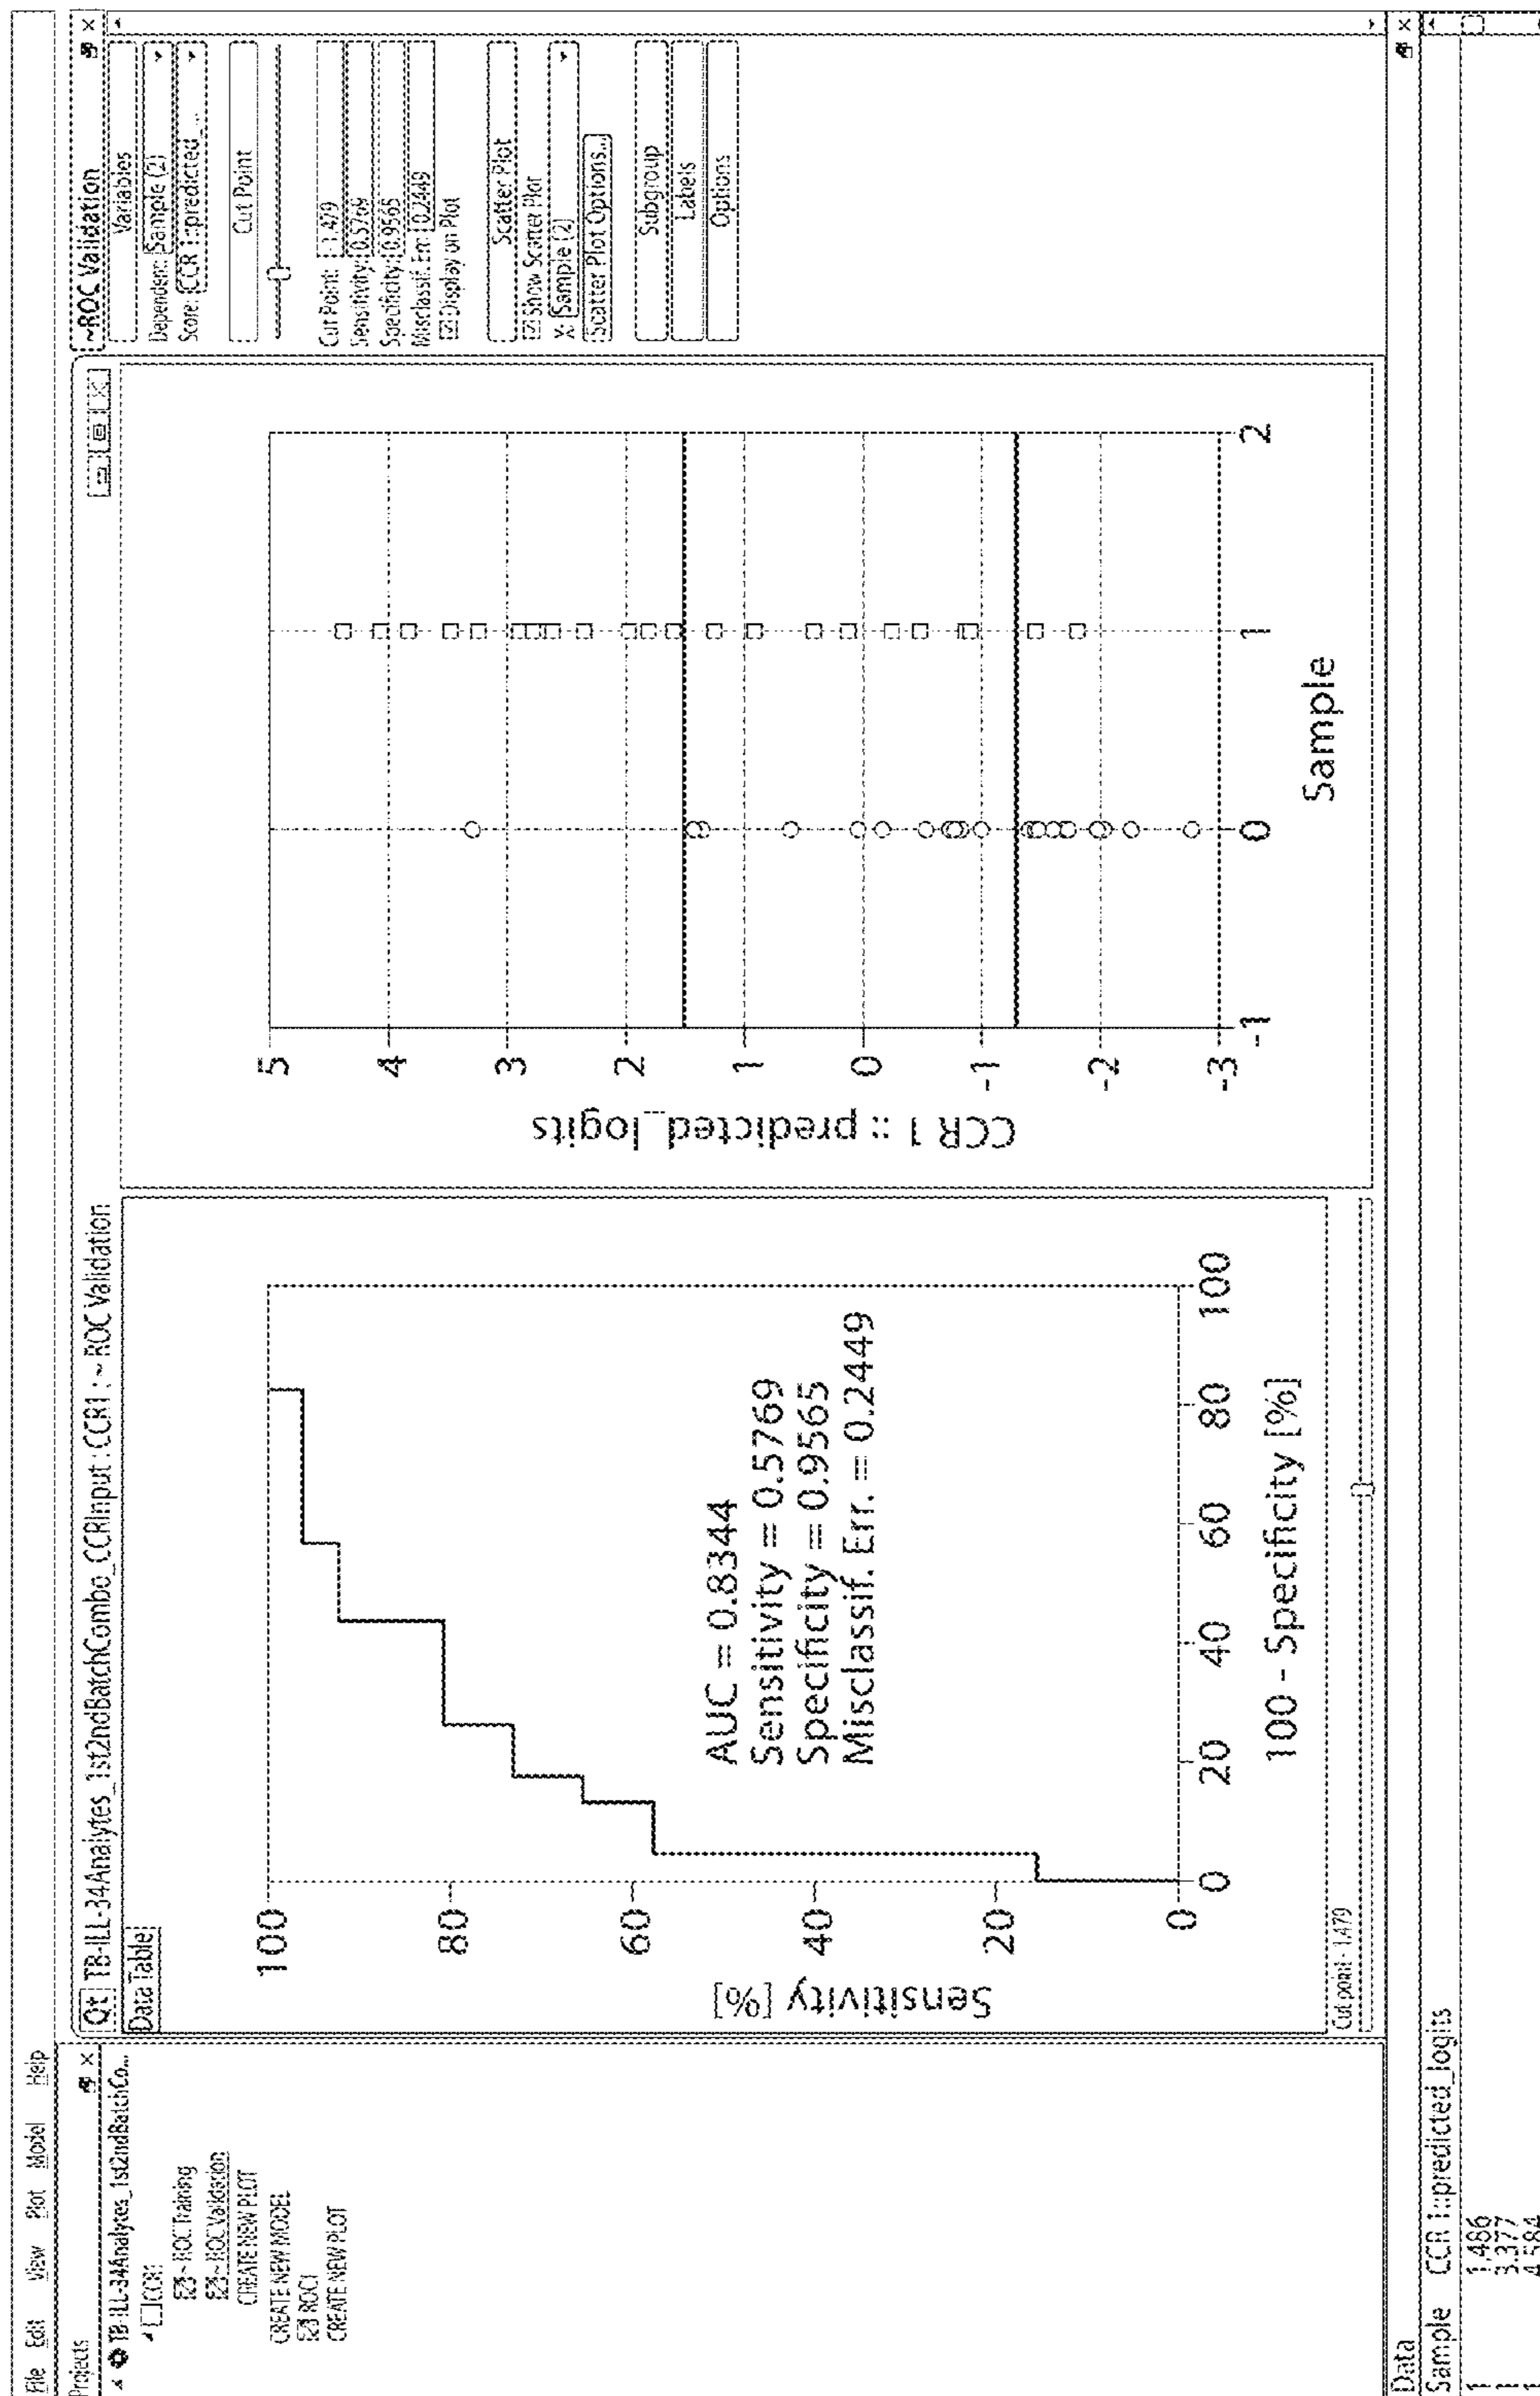 File Edit View Plot Model Help
Projects
TB-ILL-34Analytes_1st2ndBatchCo...
CCR1
~ ROC Training
~ ROC Validation
CREATE NEW PLOT
CREATE NEW MODEL
ROC1
CREATE NEW PLOT
Qt TB-ILL-34Analytes_1st2ndBatchCombo_CCRInput : CCR1 : ~ ROC Validation
Data Table
Sensitivity [%]
100
80
60
40
20
0
AUC = 0.8344
Sensitivity = 0.5769
Specificity = 0.9565
Misclassif. Err. = 0.2449
0 20 40 60 80 100
100 - Specificity [%]
Cut point - 1.479
CCR 1 :: predicted_logits
5
4
3
2
1
0
-1
-2
-3
-1 0 1 2
Sample
~ROC Validation
Variables
Dependent: Sample (2)
Score: CCR 1::predicted_...
Cut Point
Cut Point: -1.479
Sensitivity: 0.5769
Specificity: 0.9565
Misclassif. Err: 0.2449
Display on Plot
Scatter Plot
Show Scatter Plot
X: Sample (2)
Scatter Plot Options...
Subgroup
Labels
Options
Data
Sample CCR 1::predicted_logits
1 1.486
1 3.377
1 4.584